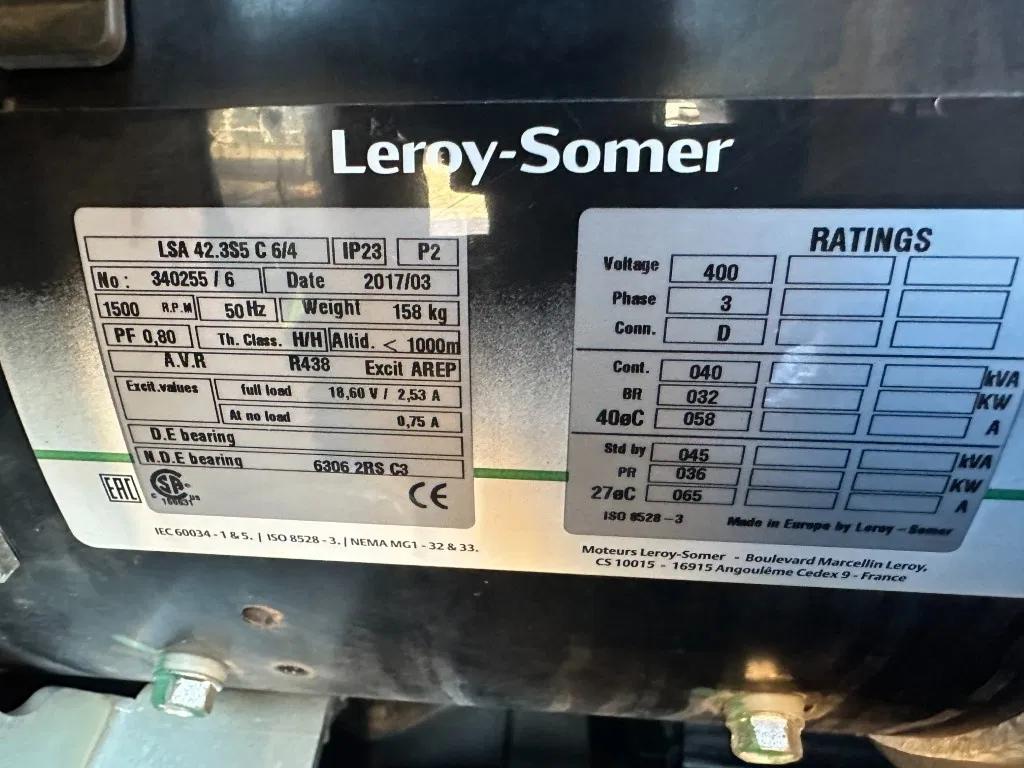 Leroy-Somer
LSA 42.3S5 C 6/4 IP23 P2
No : 340255 / 6 Date 2017/03
1500 R.P.M 50 Hz Weight 158 kg
PF 0,80 Th. Class. H/H Altid. < 1000m
A.V.R R438 Excit AREP
Excit.values full load 18,60 V / 2,53 A
At no load 0,75 A
D.E bearing
N.D.E bearing 6306 2RS C3
EAC SA C US CE
IEC 60034 - 1 & 5. | ISO 8528 - 3. | NEMA MG1 - 32 & 33.
RATINGS
Voltage 400
Phase 3
Conn. D
Cont. 040 kVA
BR 032 KW
40øC 058 A
Std by 045 kVA
PR 036 KW
27øC 065 A
ISO 8528 - 3 Made in Europe by Leroy - Somer
Moteurs Leroy-Somer - Boulevard Marcellin Leroy,
CS 10015 - 16915 Angoulême Cedex 9 - France